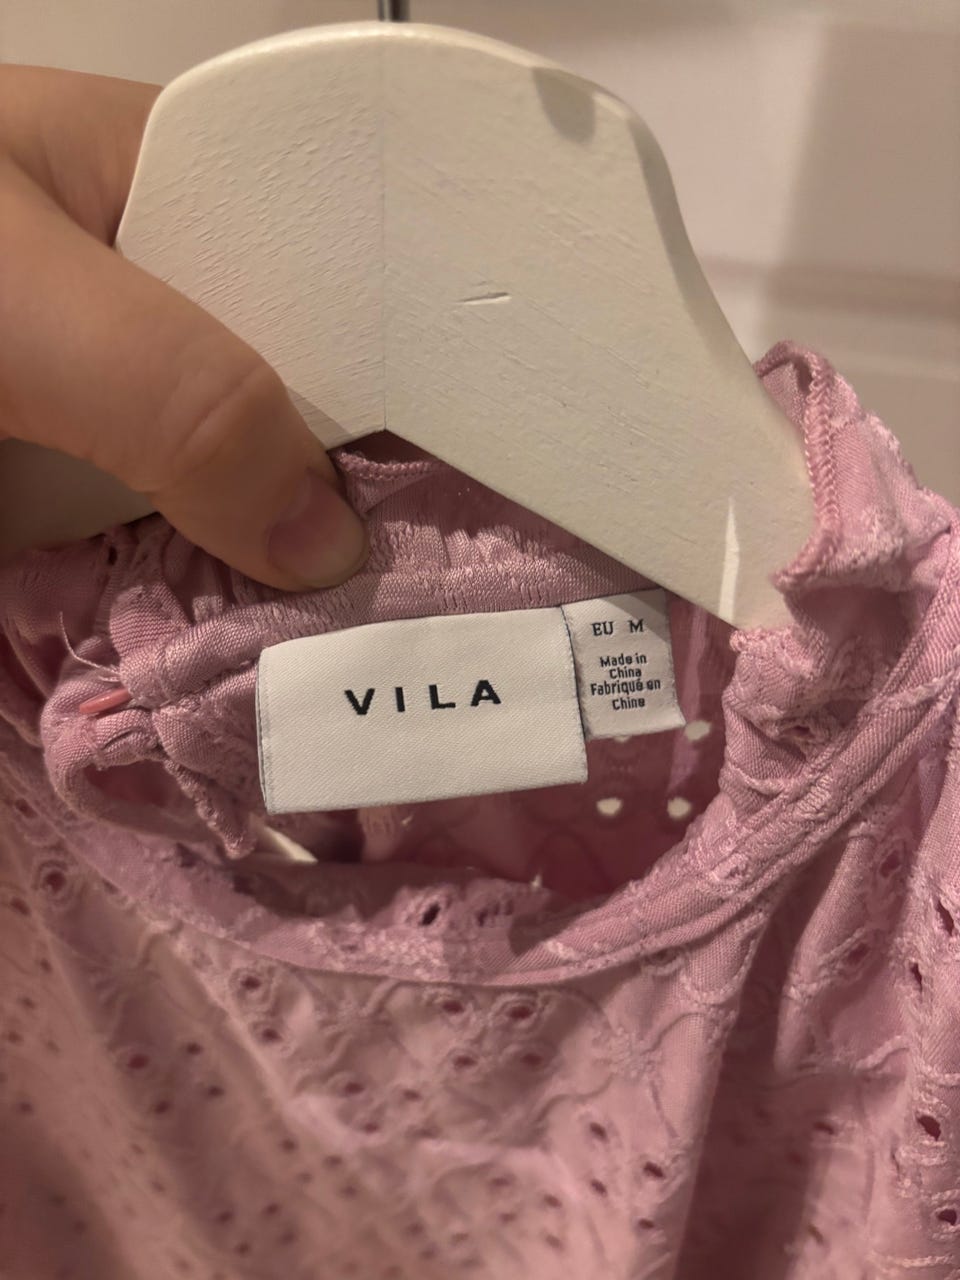 VILA
EU M
Made in
China
Fabriqué en
Chine